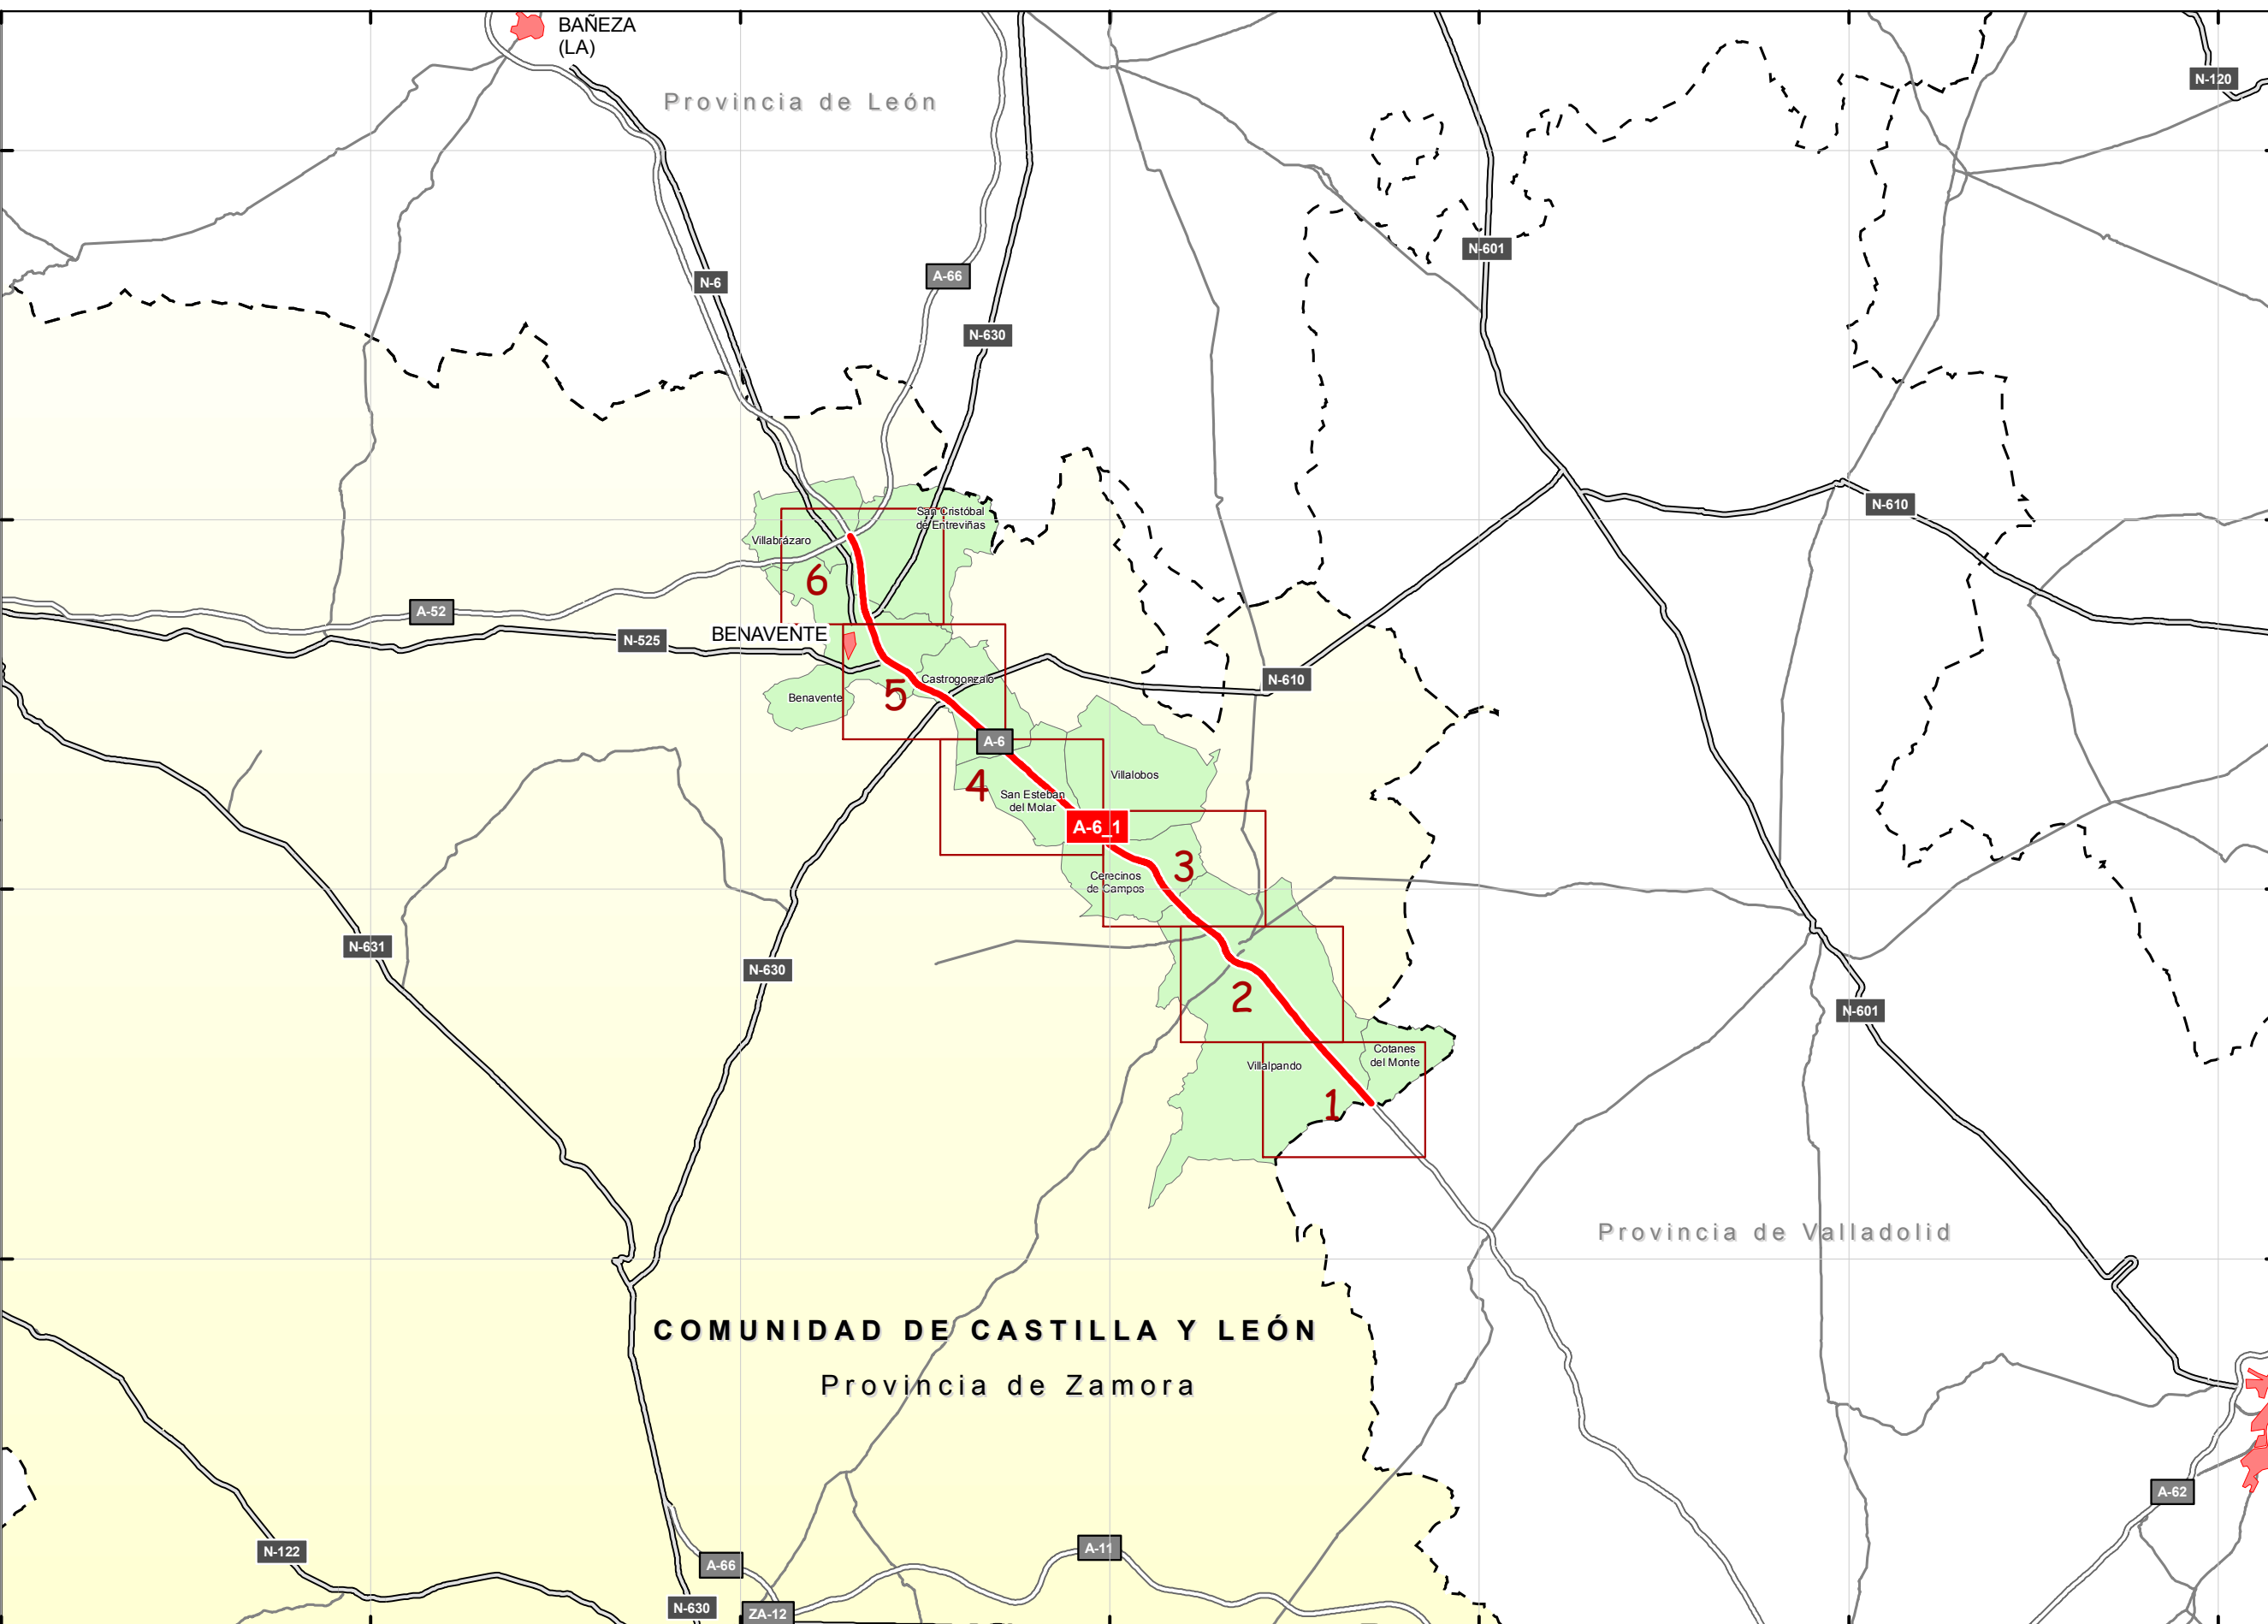 BAÑEZA
(LA)
Provincia de León
N-120
N-601
N-6
A-66
N-630
N-610
San Cristóbal
de Entreviñas
Villabrázaro
6
A-52
BENAVENTE
N-525
Castrogonzalo
N-610
5
Benavente
A-6
Villalobos
4
San Esteban
del Molar
A-6_1
3
Cerecinos
de Campos
N-631
N-630
2
N-601
Cotanes
del Monte
Villalpando
1
Provincia de Valladolid
COMUNIDAD DE CASTILLA Y LEÓN
Provincia de Zamora
A-62
N-122
A-11
A-66
N-630
ZA-12